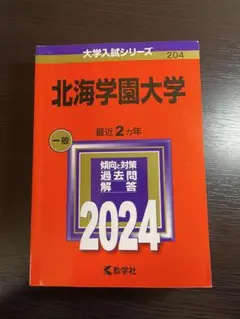 大学入試シリーズ
204
北海学園大学
最近2ヵ年
一般
傾向と対策
過去問
解答
2024
教学社